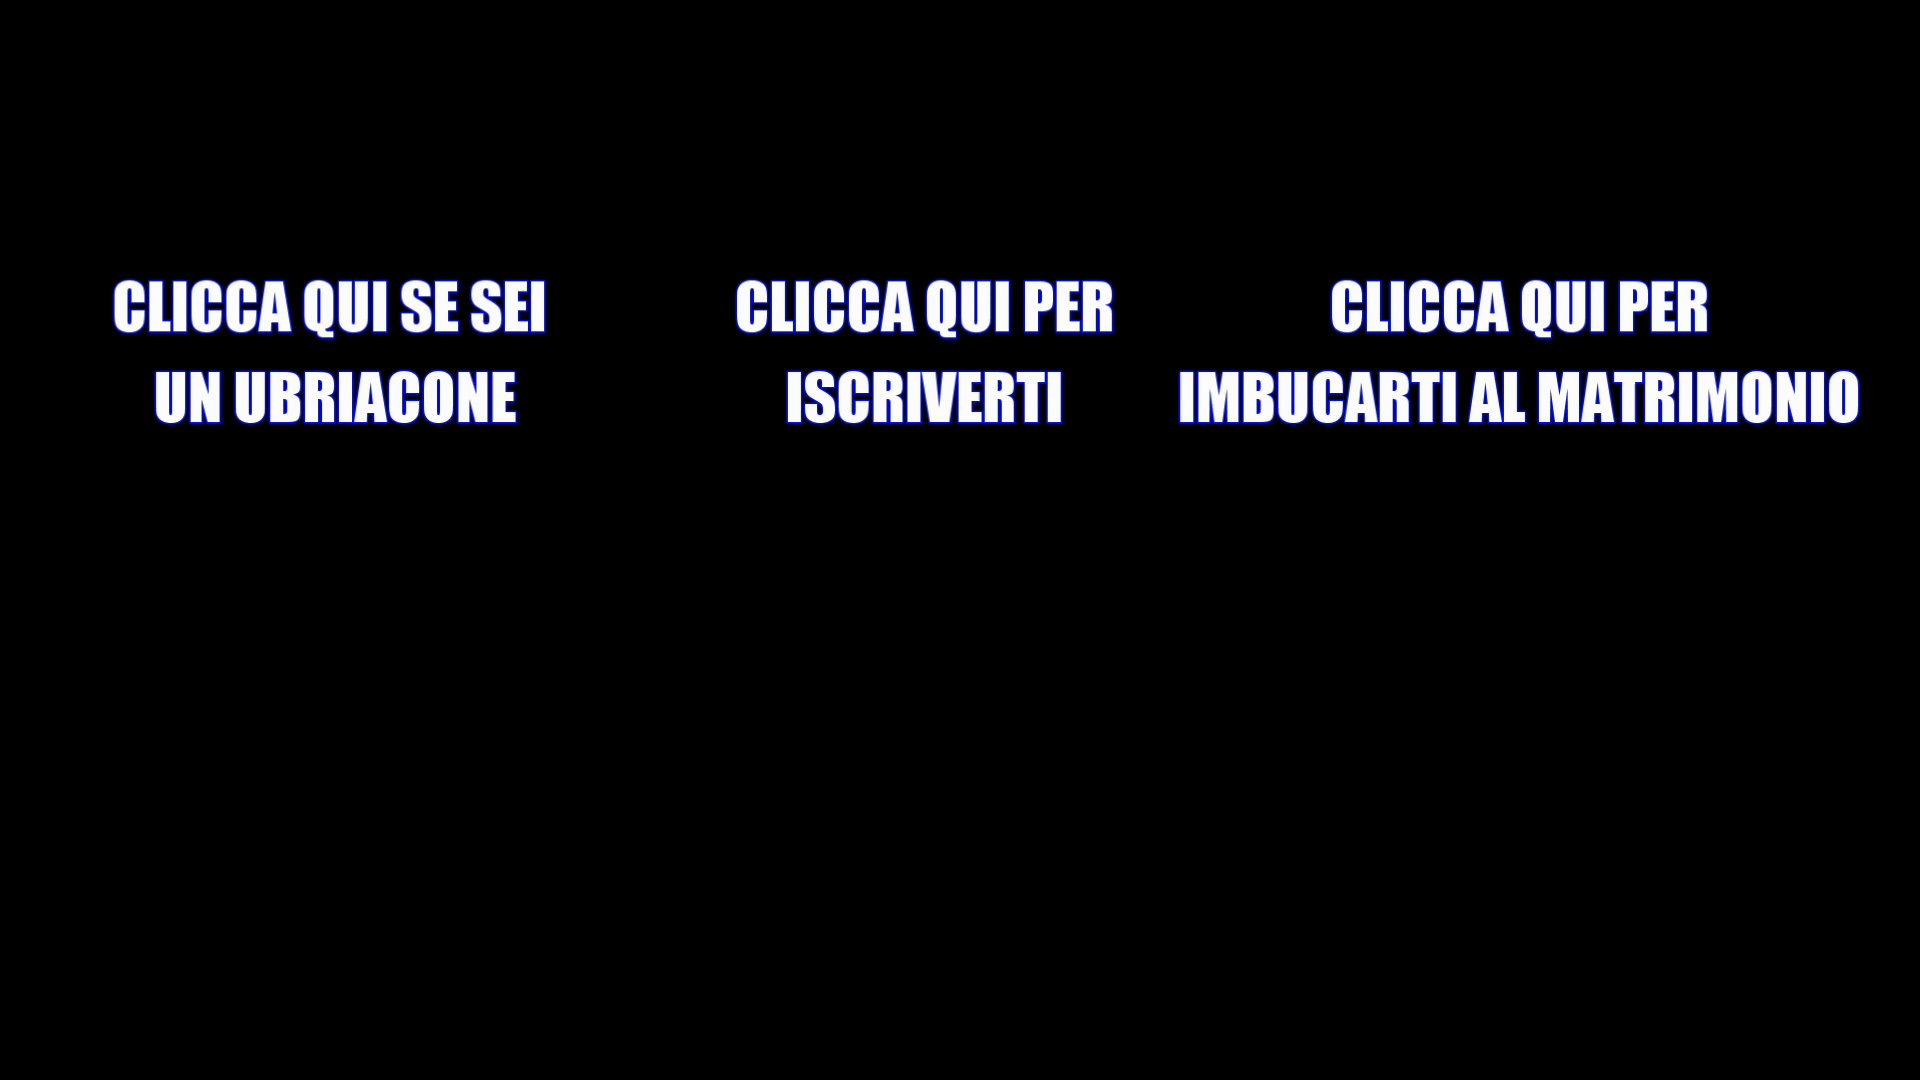 CLICCA QUI SE SEI
UN UBRIACONE
CLICCA QUI PER
ISCRIVERTI
CLICCA QUI PER
IMBUCARTI AL MATRIMONIO